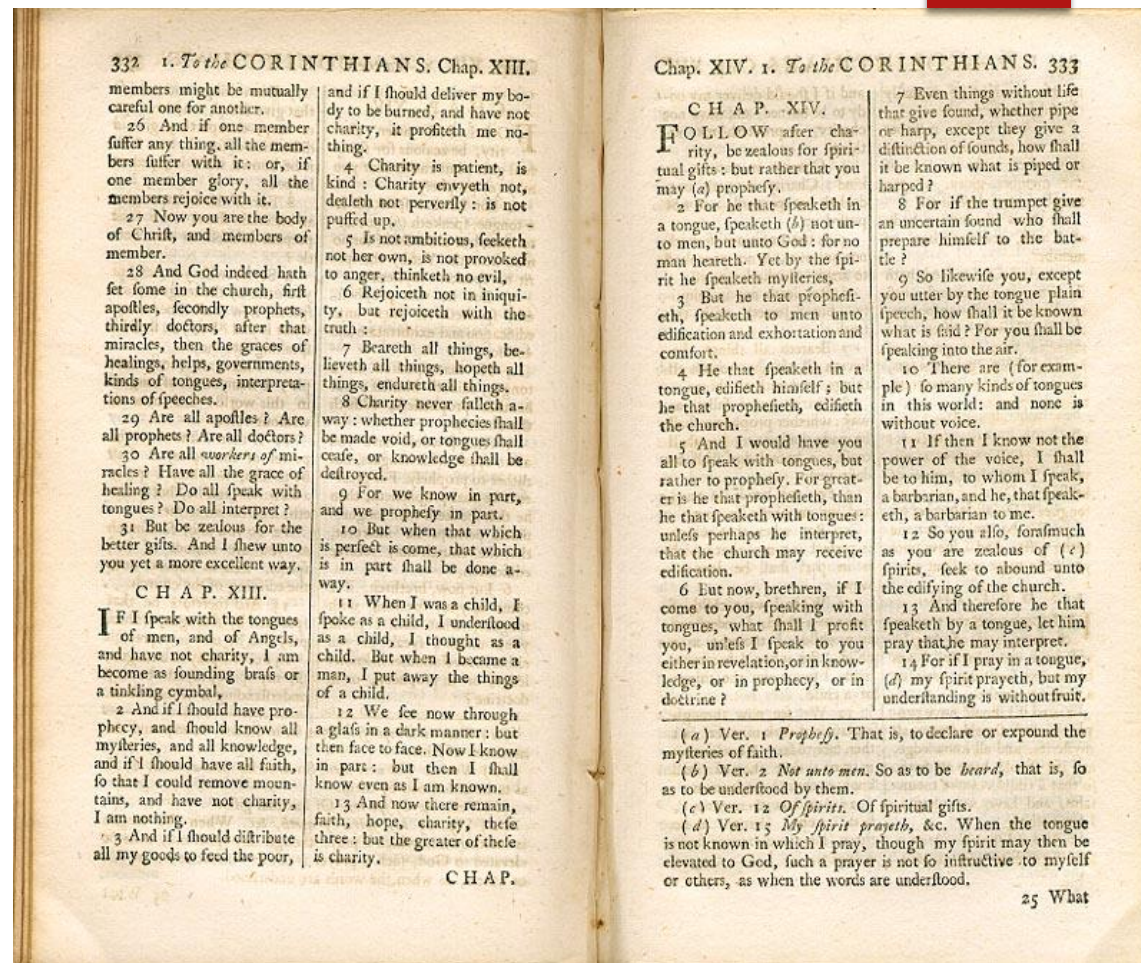 332 1. To the CORINTHIANS. Chap. XIII.
members might be mutually
careful one for another.
26 And if one member
ſuffer any thing, all the mem-
bers ſuffer with it: or, if
one member glory, all the
members rejoice with it.
27 Now you are the body
of Chriſt, and members of
member.
28 And God indeed hath
ſet ſome in the church, firſt
apoſtles, ſecondly prophets,
thirdly doctors, after that
miracles, then the graces of
healings, helps, governments,
kinds of tongues, interpreta-
tions of ſpeeches.
29 Are all apoſtles? Are
all prophets? Are all doctors?
30 Are all workers of mi-
racles? Have all the grace of
healing? Do all ſpeak with
tongues? Do all interpret?
31 But be zealous for the
better gifts. And I ſhew unto
you yet a more excellent way.
CHAP. XIII.
IF I ſpeak with the tongues
of men, and of Angels,
and have not charity, I am
become as ſounding braſs or
a tinkling cymbal,
2 And if I ſhould have pro-
phecy, and ſhould know all
myſteries, and all knowledge,
and if I ſhould have all faith,
ſo that I could remove moun-
tains, and have not charity,
I am nothing.
3 And if I ſhould diſtribute
all my goods to feed the poor,
and if I ſhould deliver my bo-
dy to be burned, and have not
charity, it profiteth me no-
thing.
4 Charity is patient, is
kind: Charity envyeth not,
dealeth not perverſly: is not
puffed up,
5 Is not ambitious, ſeeketh
not her own, is not provoked
to anger, thinketh no evil,
6 Rejoiceth not in iniqui-
ty, but rejoiceth with the
truth:
7 Beareth all things, be-
lieveth all things, hopeth all
things, endureth all things.
8 Charity never falleth a-
way: whether prophecies ſhall
be made void, or tongues ſhall
ceaſe, or knowledge ſhall be
deſtroyed.
9 For we know in part,
and we propheſy in part.
10 But when that which
is perfect is come, that which
is in part ſhall be done a-
way.
11 When I was a child, I
ſpoke as a child, I underſtood
as a child, I thought as a
child. But when I became a
man, I put away the things
of a child.
12 We ſee now through
a glaſs in a dark manner: but
then face to face. Now I know
in part: but then I ſhall
know even as I am known.
13 And now there remain,
faith, hope, charity, theſe
three: but the greater of theſe
is charity.
CHAP.
Chap. XIV. 1. To the CORINTHIANS. 333
CHAP. XIV.
FOLLOW after cha-
rity, be zealous for ſpiri-
tual gifts: but rather that you
may (a) propheſy.
2 For he that ſpeaketh in
a tongue, ſpeaketh (b) not un-
to men, but unto God: for no
man heareth. Yet by the ſpi-
rit he ſpeaketh myſteries,
3 But he that propheſi-
eth, ſpeaketh to men unto
edification and exhortation and
comfort.
4 He that ſpeaketh in a
tongue, edifieth himſelf; but
he that propheſieth, edifieth
the church.
5 And I would have you
all to ſpeak with tongues, but
rather to propheſy. For great-
er is he that propheſieth, than
he that ſpeaketh with tongues:
unleſs perhaps he interpret,
that the church may receive
edification.
6 But now, brethren, if I
come to you, ſpeaking with
tongues, what ſhall I profit
you, unleſs I ſpeak to you
either in revelation, or in know-
ledge, or in prophecy, or in
doctrine?
7 Even things without life
that give ſound, whether pipe
or harp, except they give a
diſtinction of ſounds, how ſhall
it be known what is piped or
harped?
8 For if the trumpet give
an uncertain ſound who ſhall
prepare himſelf to the bat-
tle?
9 So likewiſe you, except
you utter by the tongue plain
ſpeech, how ſhall it be known
what is ſaid? For you ſhall be
ſpeaking into the air.
10 There are (for exam-
ple) ſo many kinds of tongues
in this world: and none is
without voice.
11 If then I know not the
power of the voice, I ſhall
be to him, to whom I ſpeak,
a barbarian, and he, that ſpeak-
eth, a barbarian to me.
12 So you alſo, foraſmuch
as you are zealous of (c)
ſpirits, ſeek to abound unto
the edifying of the church.
13 And therefore he that
ſpeaketh by a tongue, let him
pray that he may interpret.
14 For if I pray in a tongue,
(d) my ſpirit prayeth, but my
underſtanding is without fruit.
(a) Ver. 1 Propheſy. That is, to declare or expound the
myſteries of faith.
(b) Ver. 2 Not unto men. So as to be heard, that is, ſo
as to be underſtood by them.
(c) Ver. 12 Of ſpirits. Of ſpiritual gifts.
(d) Ver. 15 My ſpirit prayeth, &c. When the tongue
is not known in which I pray, though my ſpirit may then be
elevated to God, ſuch a prayer is not ſo inſtructive to myſelf
or others, as when the words are underſtood.
25 What